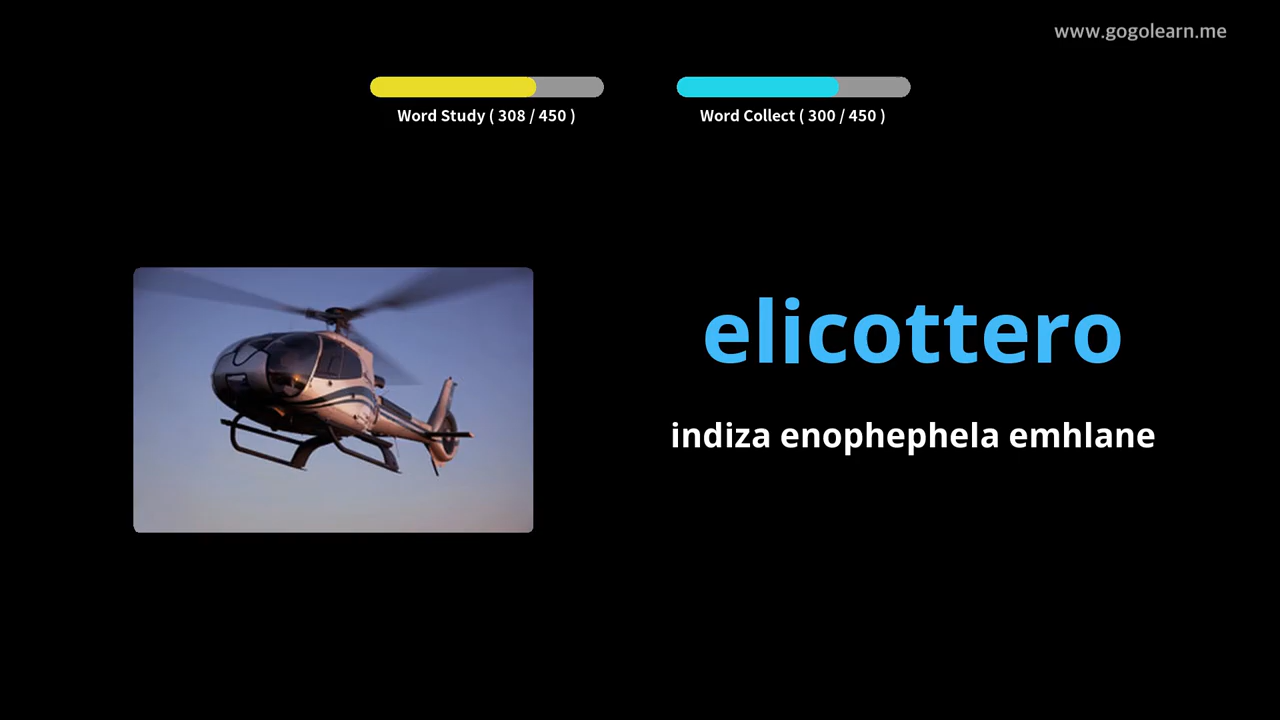 www.gogolearn.me
Word Study ( 308 / 450 )
Word Collect ( 300 / 450 )
elicottero
indiza enophephela emhlane